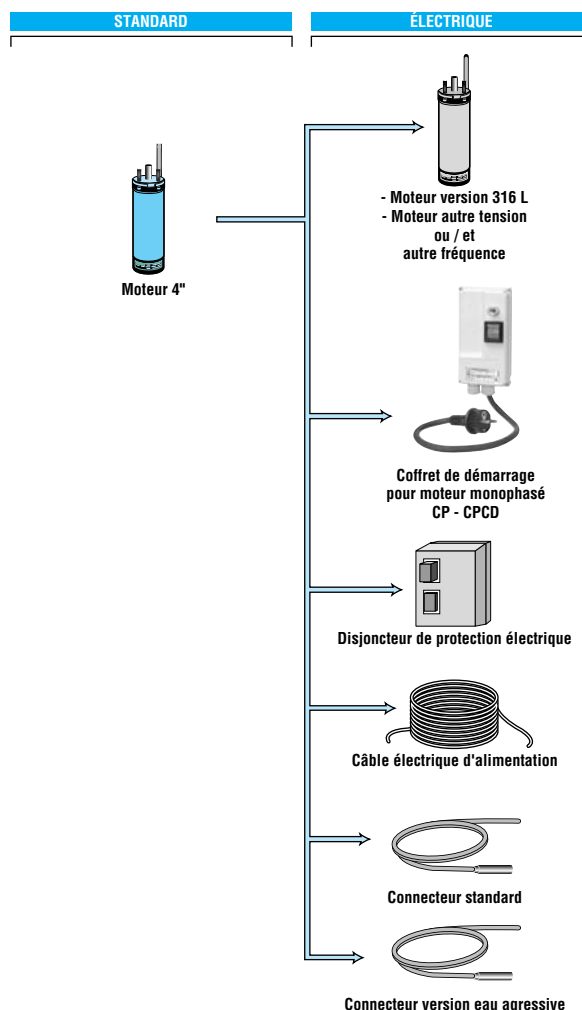 STANDARD
ÉLECTRIQUE
- Moteur version 316 L
- Moteur autre tension
ou / et
autre fréquence
Moteur 4"
Coffret de démarrage
pour moteur monophasé
CP - CPCD
Disjoncteur de protection électrique
Câble électrique d'alimentation
Connecteur standard
Connecteur version eau agressive